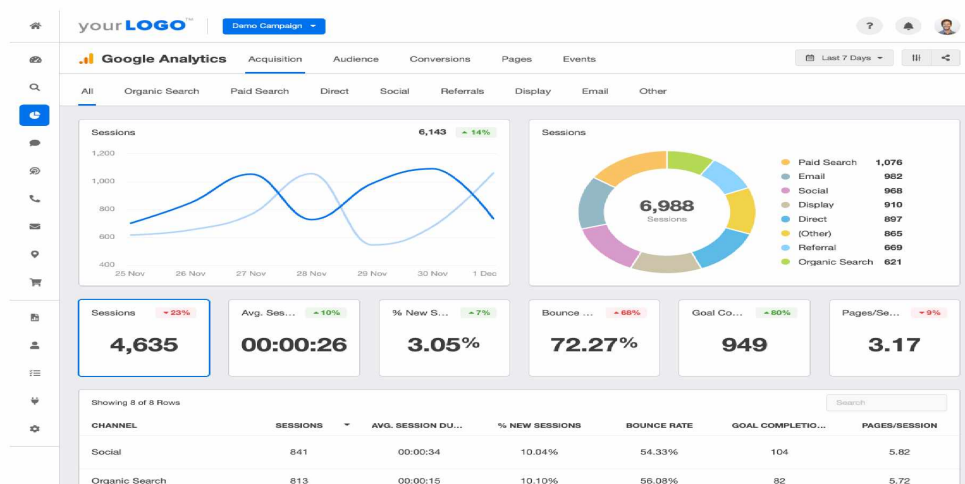 yourLOGO™
Demo Campaign
?
Google Analytics
Acquisition
Audience
Conversions
Pages
Events
Last 7 Days
All
Organic Search
Paid Search
Direct
Social
Referrals
Display
Email
Other
Sessions
6,143
14%
1,200
1,000
800
600
400
25 Nov
26 Nov
27 Nov
28 Nov
29 Nov
30 Nov
1 Dec
Sessions
6,988
Sessions
Paid Search 1,076
Email 982
Social 968
Display 910
Direct 897
(Other) 865
Referral 669
Organic Search 621
Sessions
23%
4,635
Avg. Ses...
10%
00:00:26
% New S...
7%
3.05%
Bounce ...
68%
72.27%
Goal Co...
80%
949
Pages/Se...
9%
3.17
Showing 8 of 8 Rows
Search
CHANNEL SESSIONS AVG. SESSION DU... % NEW SESSIONS BOUNCE RATE GOAL COMPLETIO... PAGES/SESSION
Social 841 00:00:34 10.04% 54.33% 104 5.82
Organic Search 813 00:00:15 10.10% 56.08% 82 5.72